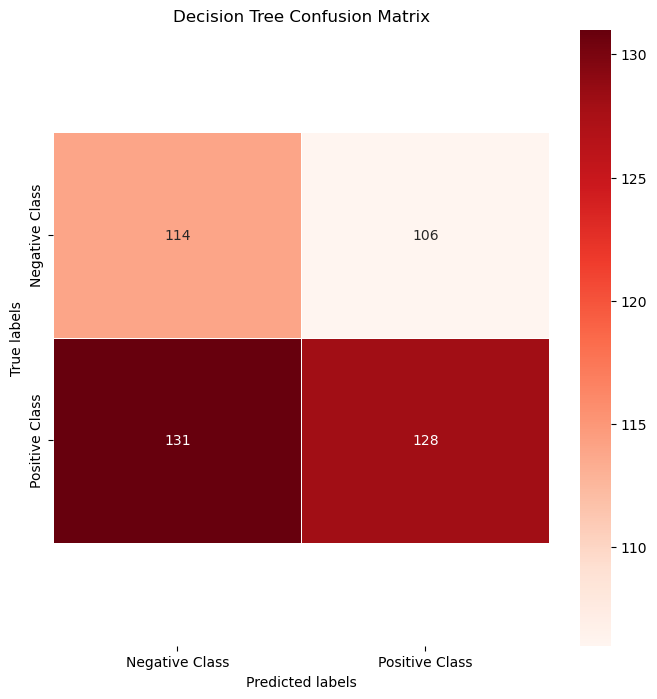 Decision Tree Confusion Matrix
130
125
120
115
110
True labels
Negative Class
114
106
Positive Class
131
128
Negative Class
Positive Class
Predicted labels